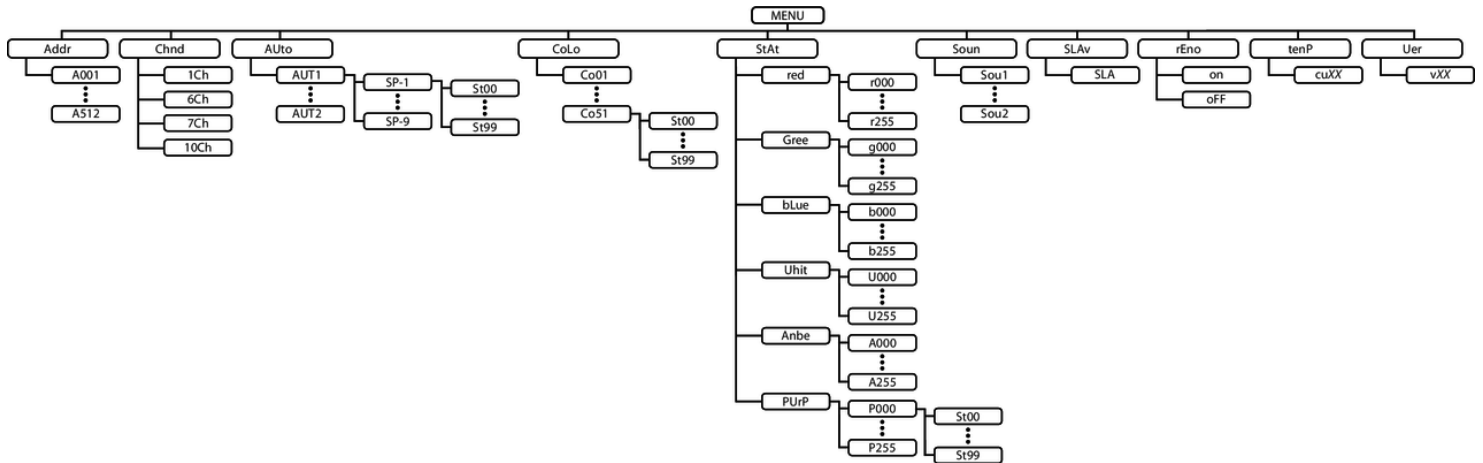 MENU
Addr
A001
A512
Chnd
1Ch
6Ch
7Ch
10Ch
AUto
AUT1
AUT2
SP-1
SP-9
St00
St99
CoLo
Co01
Co51
St00
St99
StAt
red
r000
r255
Gree
g000
g255
bLue
b000
b255
Uhit
U000
U255
Anbe
A000
A255
PUrP
P000
P255
St00
St99
Soun
Sou1
Sou2
SLAv
SLA
rEno
on
oFF
tenP
cuXX
Uer
vXX